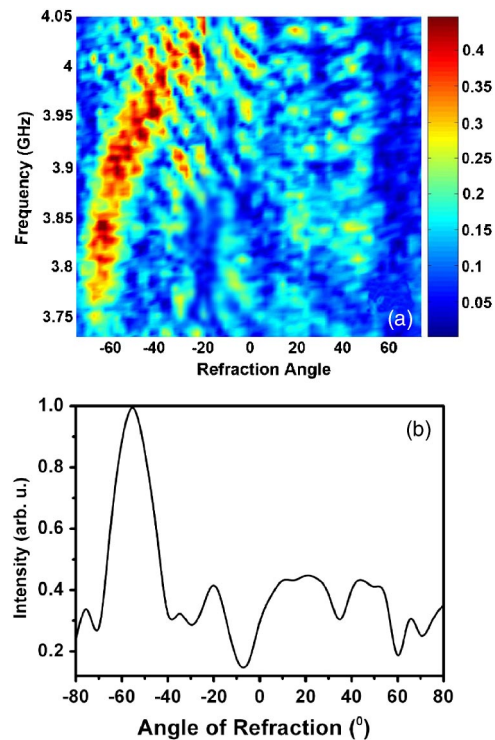 4.05
4
3.95
3.9
3.85
3.8
3.75
Frequency (GHz)
-60 -40 -20 0 20 40 60
Refraction Angle
(a)
0.4
0.35
0.3
0.25
0.2
0.15
0.1
0.05
(b)
1.0
0.8
0.6
0.4
0.2
Intensity (arb. u.)
-80 -60 -40 -20 0 20 40 60 80
Angle of Refraction (⁰)